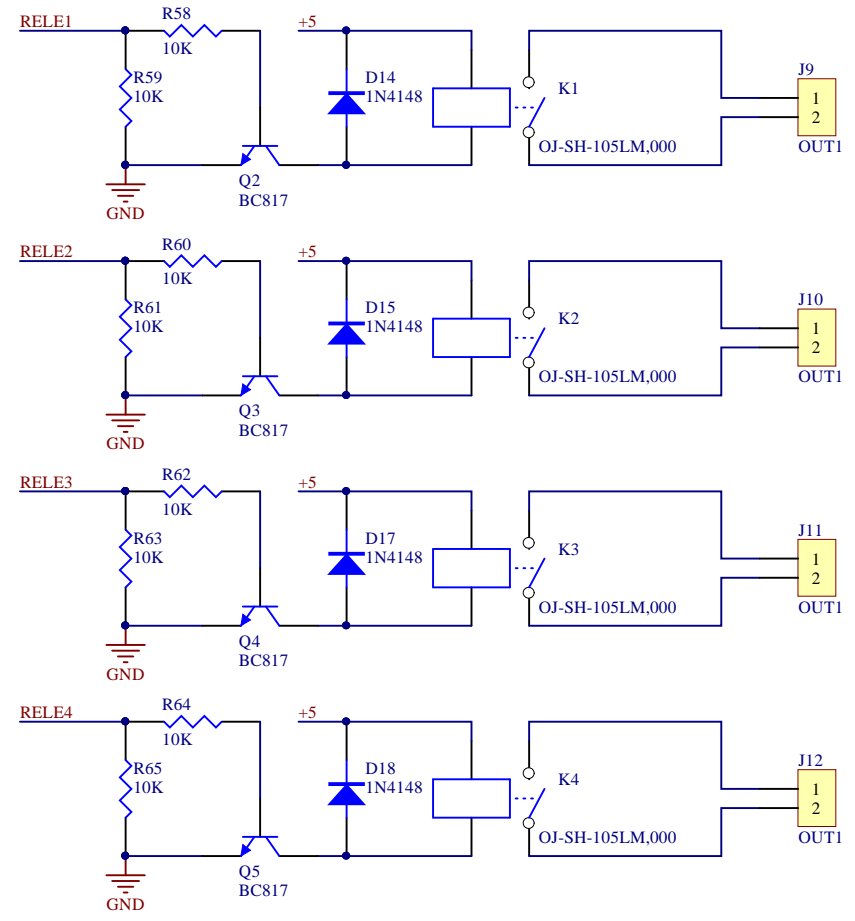 RELE1
R58
10K
+5
R59
10K
D14
1N4148
K1
J9
1
2
OJ-SH-105LM,000
OUT1
Q2
BC817
GND
RELE2
R60
10K
+5
R61
10K
D15
1N4148
K2
J10
1
2
OJ-SH-105LM,000
OUT1
Q3
BC817
GND
RELE3
R62
10K
+5
R63
10K
D17
1N4148
K3
J11
1
2
OJ-SH-105LM,000
OUT1
Q4
BC817
GND
RELE4
R64
10K
+5
R65
10K
D18
1N4148
K4
J12
1
2
OJ-SH-105LM,000
OUT1
Q5
BC817
GND